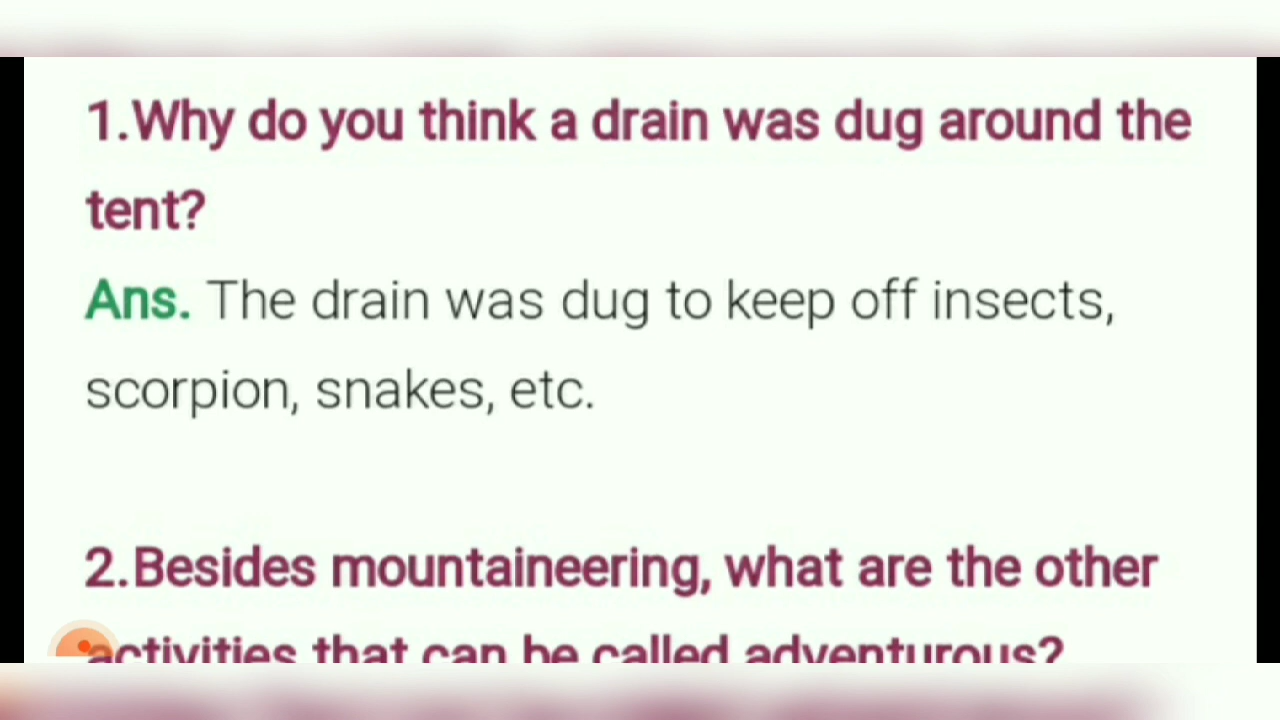 1.Why do you think a drain was dug around the
tent?
Ans. The drain was dug to keep off insects,
scorpion, snakes, etc.
2.Besides mountaineering, what are the other
activities that can be called adventurous?